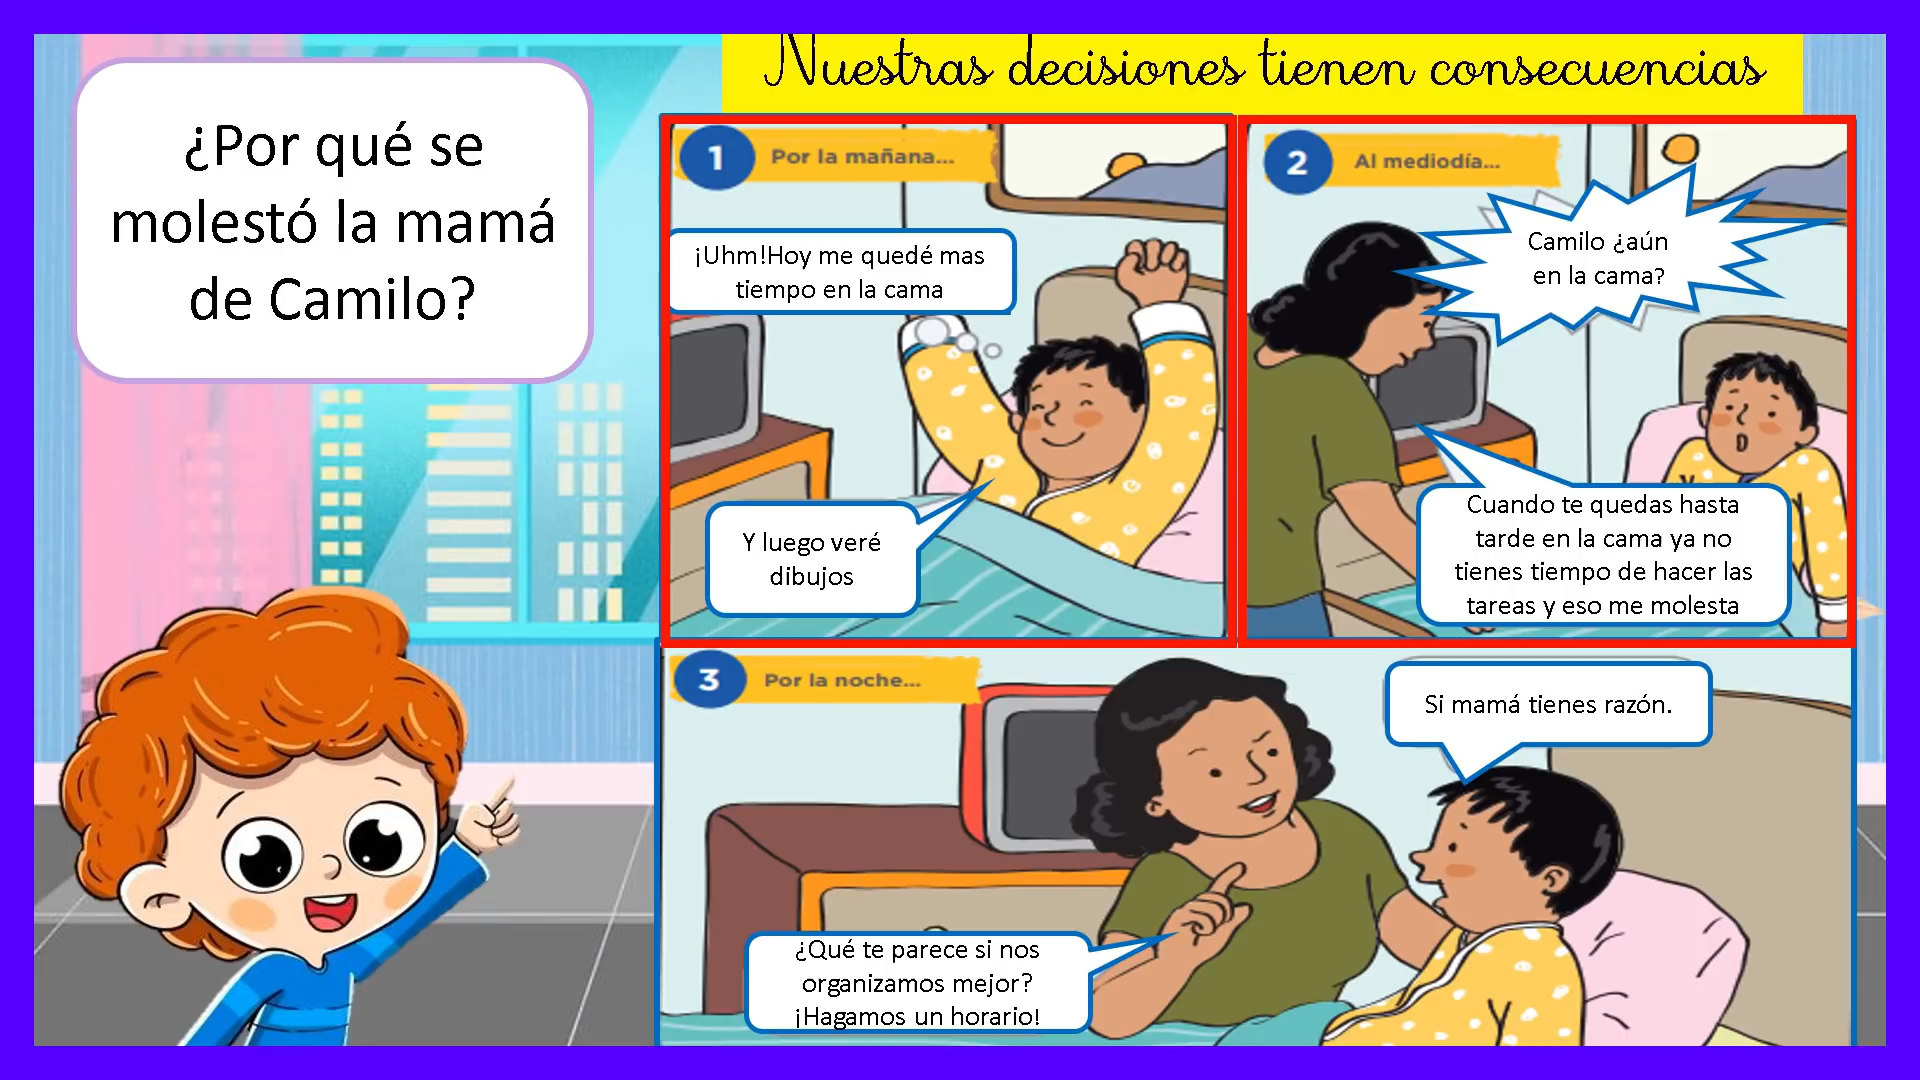 Nuestras decisiones tienen consecuencias
¿Por qué se
molestó la mamá
de Camilo?
1
Por la mañana...
¡Uhm!Hoy me quedé mas
tiempo en la cama
Y luego veré
dibujos
2
Al mediodía...
Camilo ¿aún
en la cama?
Cuando te quedas hasta
tarde en la cama ya no
tienes tiempo de hacer las
tareas y eso me molesta
3
Por la noche...
Si mamá tienes razón.
¿Qué te parece si nos
organizamos mejor?
¡Hagamos un horario!